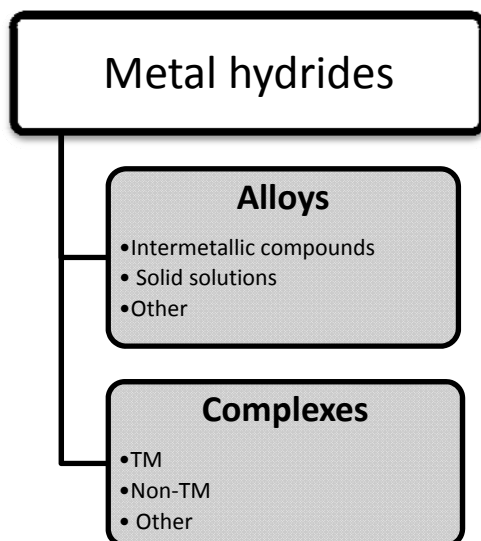 Metal hydrides
Alloys
•Intermetallic compounds
• Solid solutions
•Other
Complexes
•TM
•Non-TM
• Other